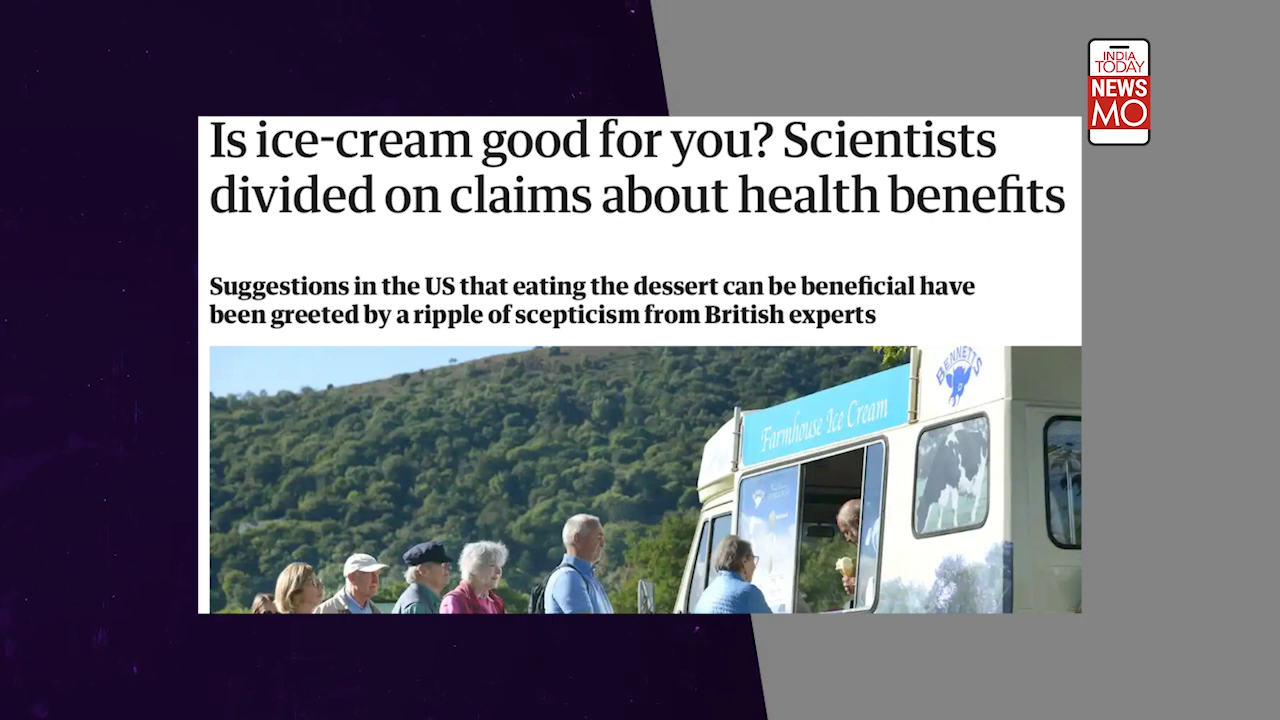 INDIA
TODAY
NEWS
MO
Is ice-cream good for you? Scientists
divided on claims about health benefits
Suggestions in the US that eating the dessert can be beneficial have
been greeted by a ripple of scepticism from British experts
BENNETTS
Farmhouse Ice Cream